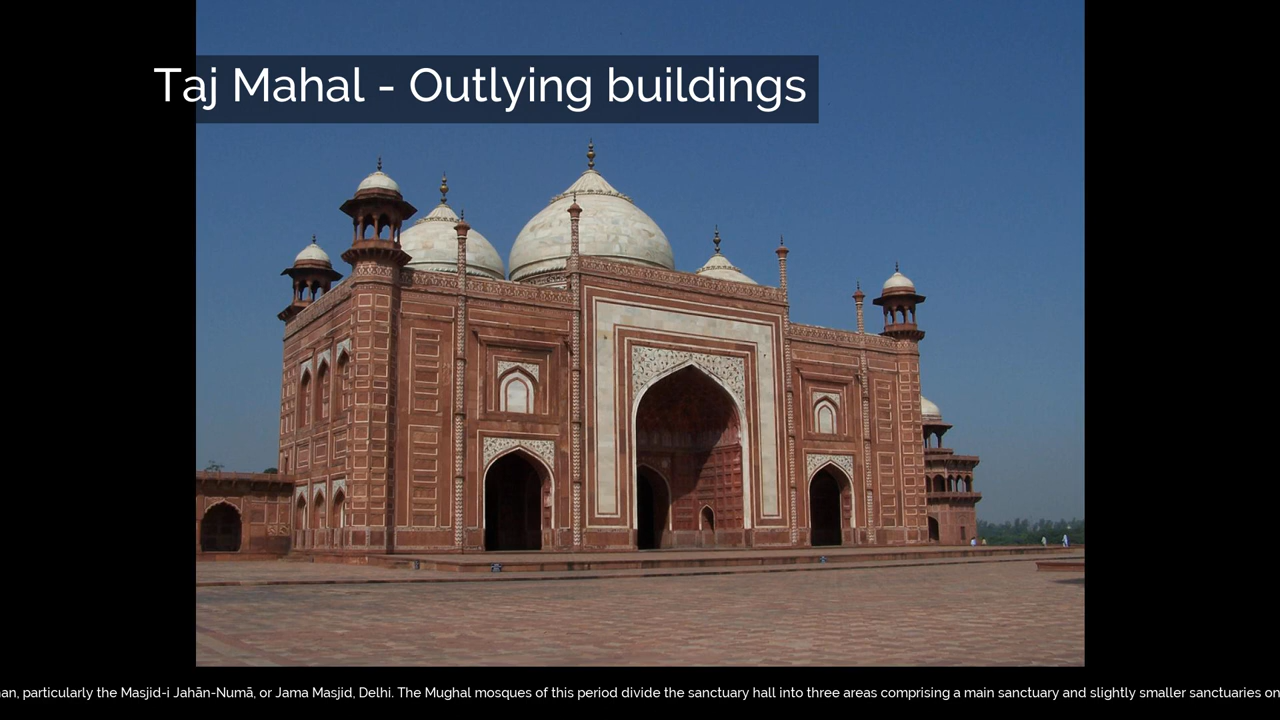 Taj Mahal - Outlying buildings
particularly the Masjid-i Jahān-Numā, or Jama Masjid, Delhi. The Mughal mosques of this period divide the sanctuary hall into three areas comprising a main sanctuary and slightly smaller sanctuaries on